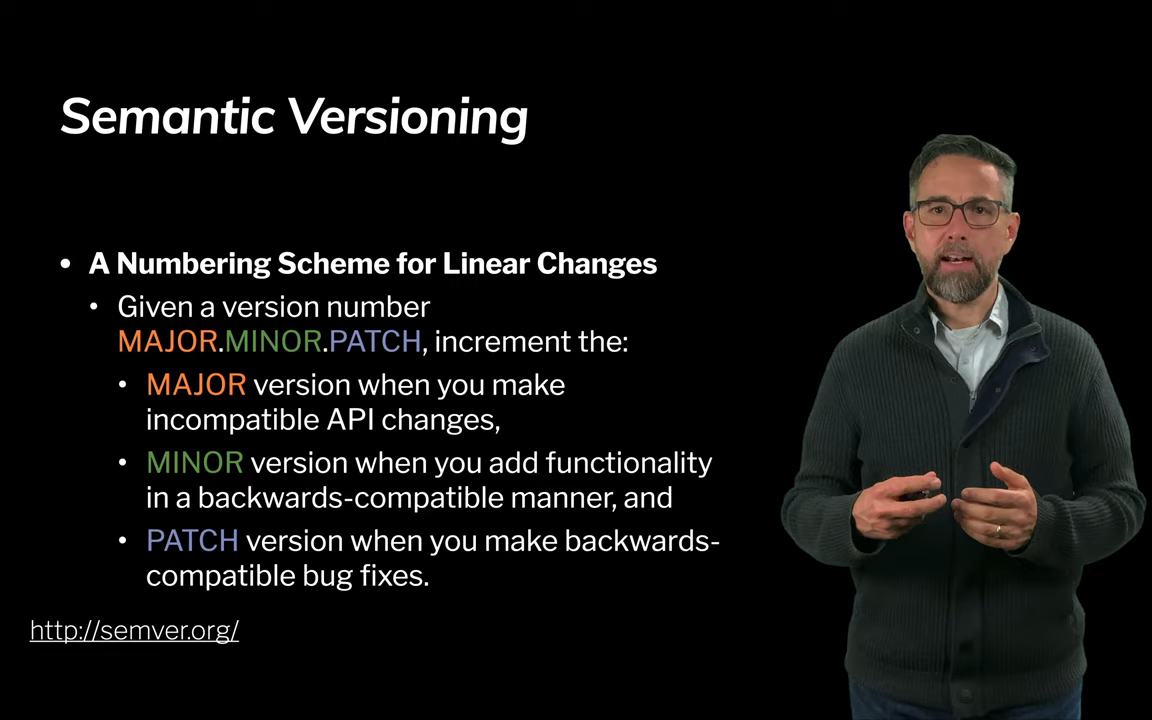 Semantic Versioning
• A Numbering Scheme for Linear Changes
• Given a version number
MAJOR.MINOR.PATCH, increment the:
• MAJOR version when you make
incompatible API changes,
• MINOR version when you add functionality
in a backwards-compatible manner, and
• PATCH version when you make backwards-
compatible bug fixes.
http://semver.org/